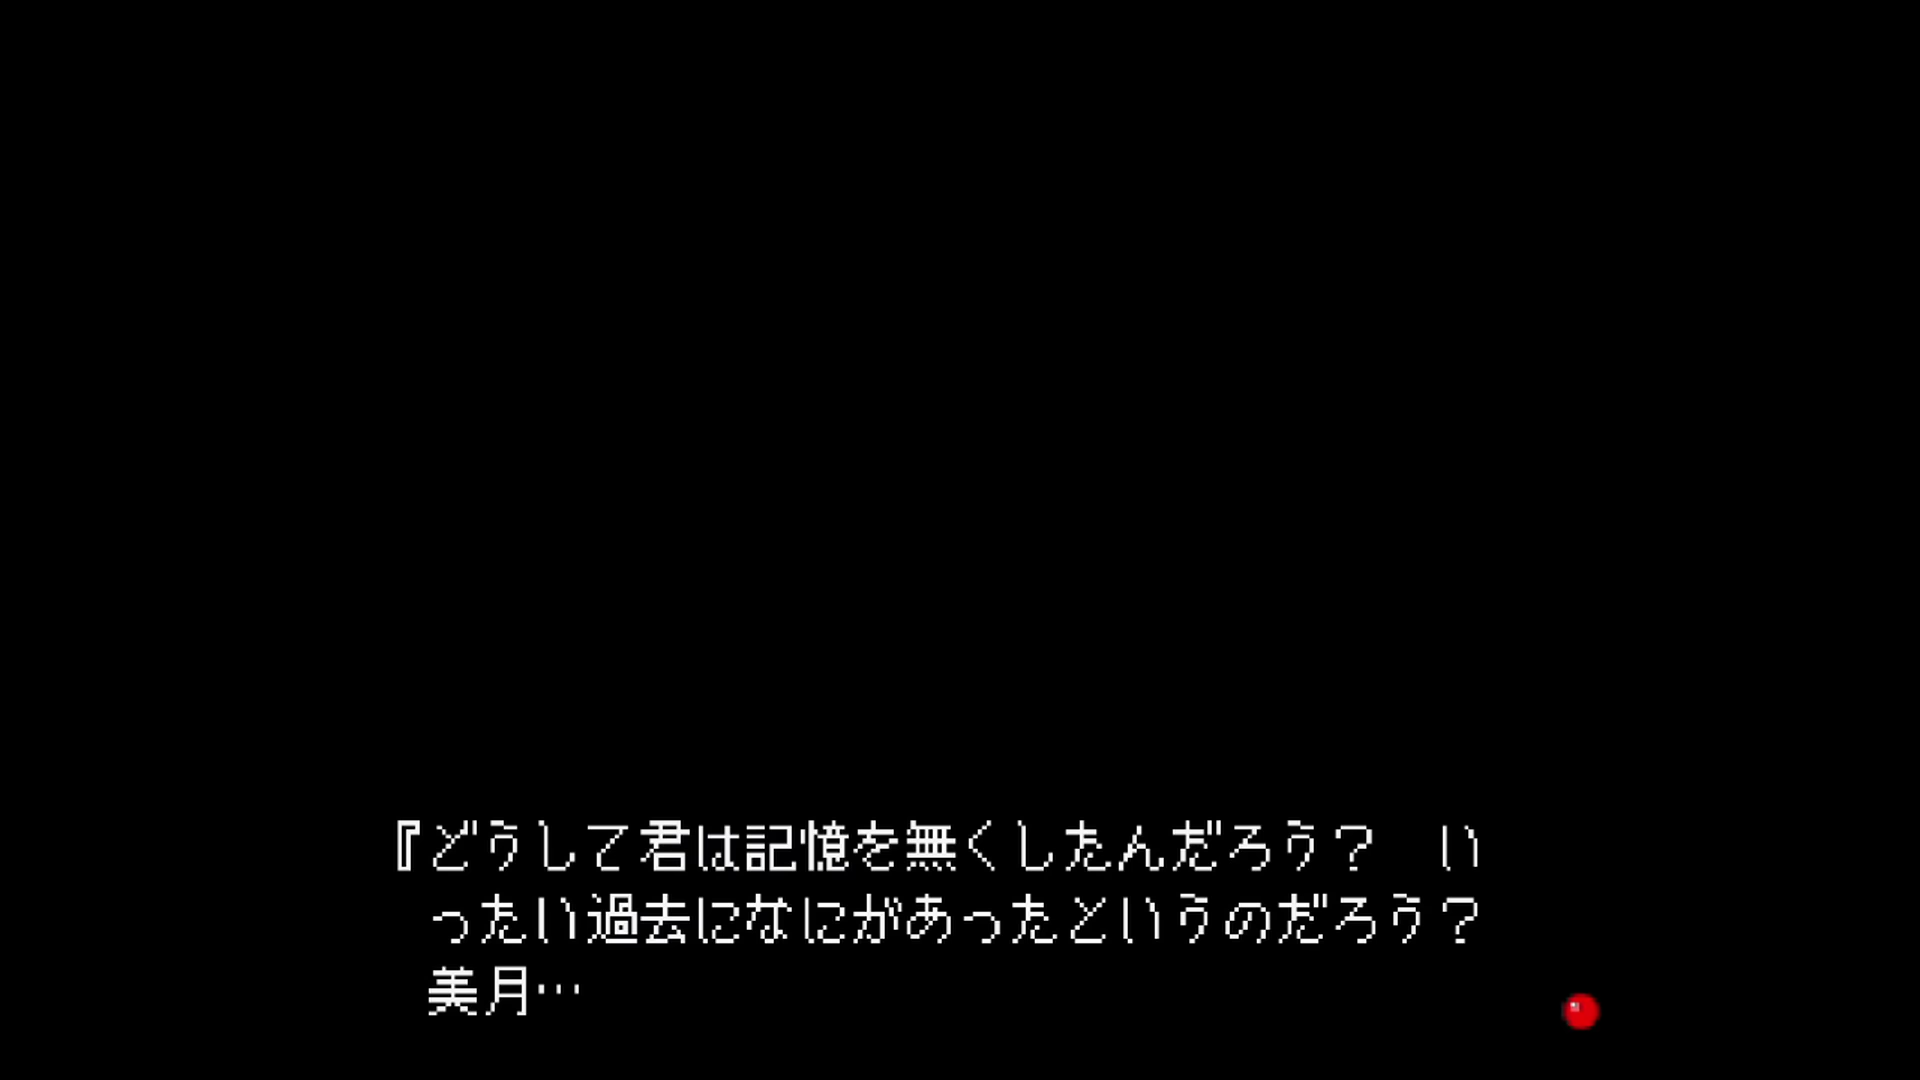 『どうして君は記憶を無くしたんだろう？　い
ったい過去になにがあったというのだろう？
美月…